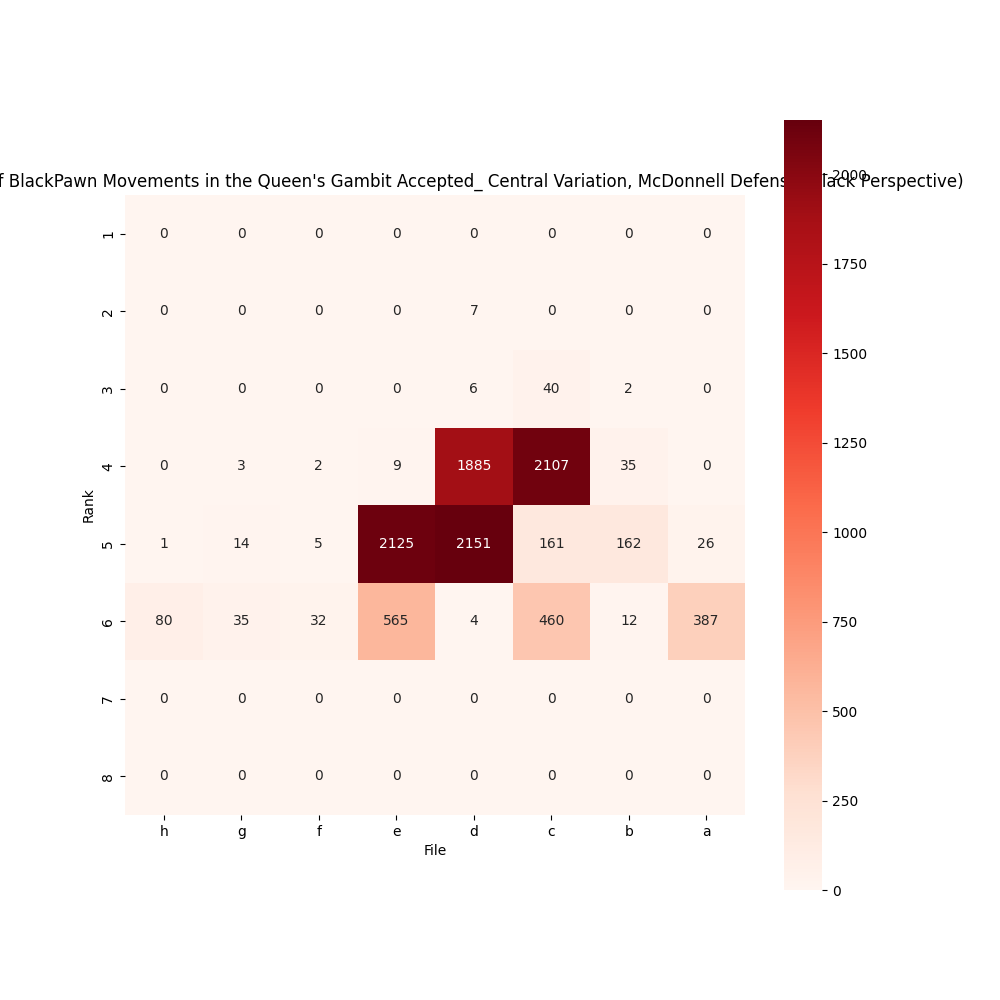 f BlackPawn Movements in the Queen's Gambit Accepted_ Central Variation, McDonnell Defens Perspective)
2000
1 0 0 0 0 0 0 0 0
1750
2 0 0 0 0 7 0 0 0
1500
3 0 0 0 0 6 40 2 0
1250
4 0 3 2 9 1885 2107 35 0
Rank
1000
5 1 14 5 2125 2151 161 162 26
750
6 80 35 32 565 4 460 12 387
500
7 0 0 0 0 0 0 0 0
250
8 0 0 0 0 0 0 0 0
h g f e d c b a
File
0